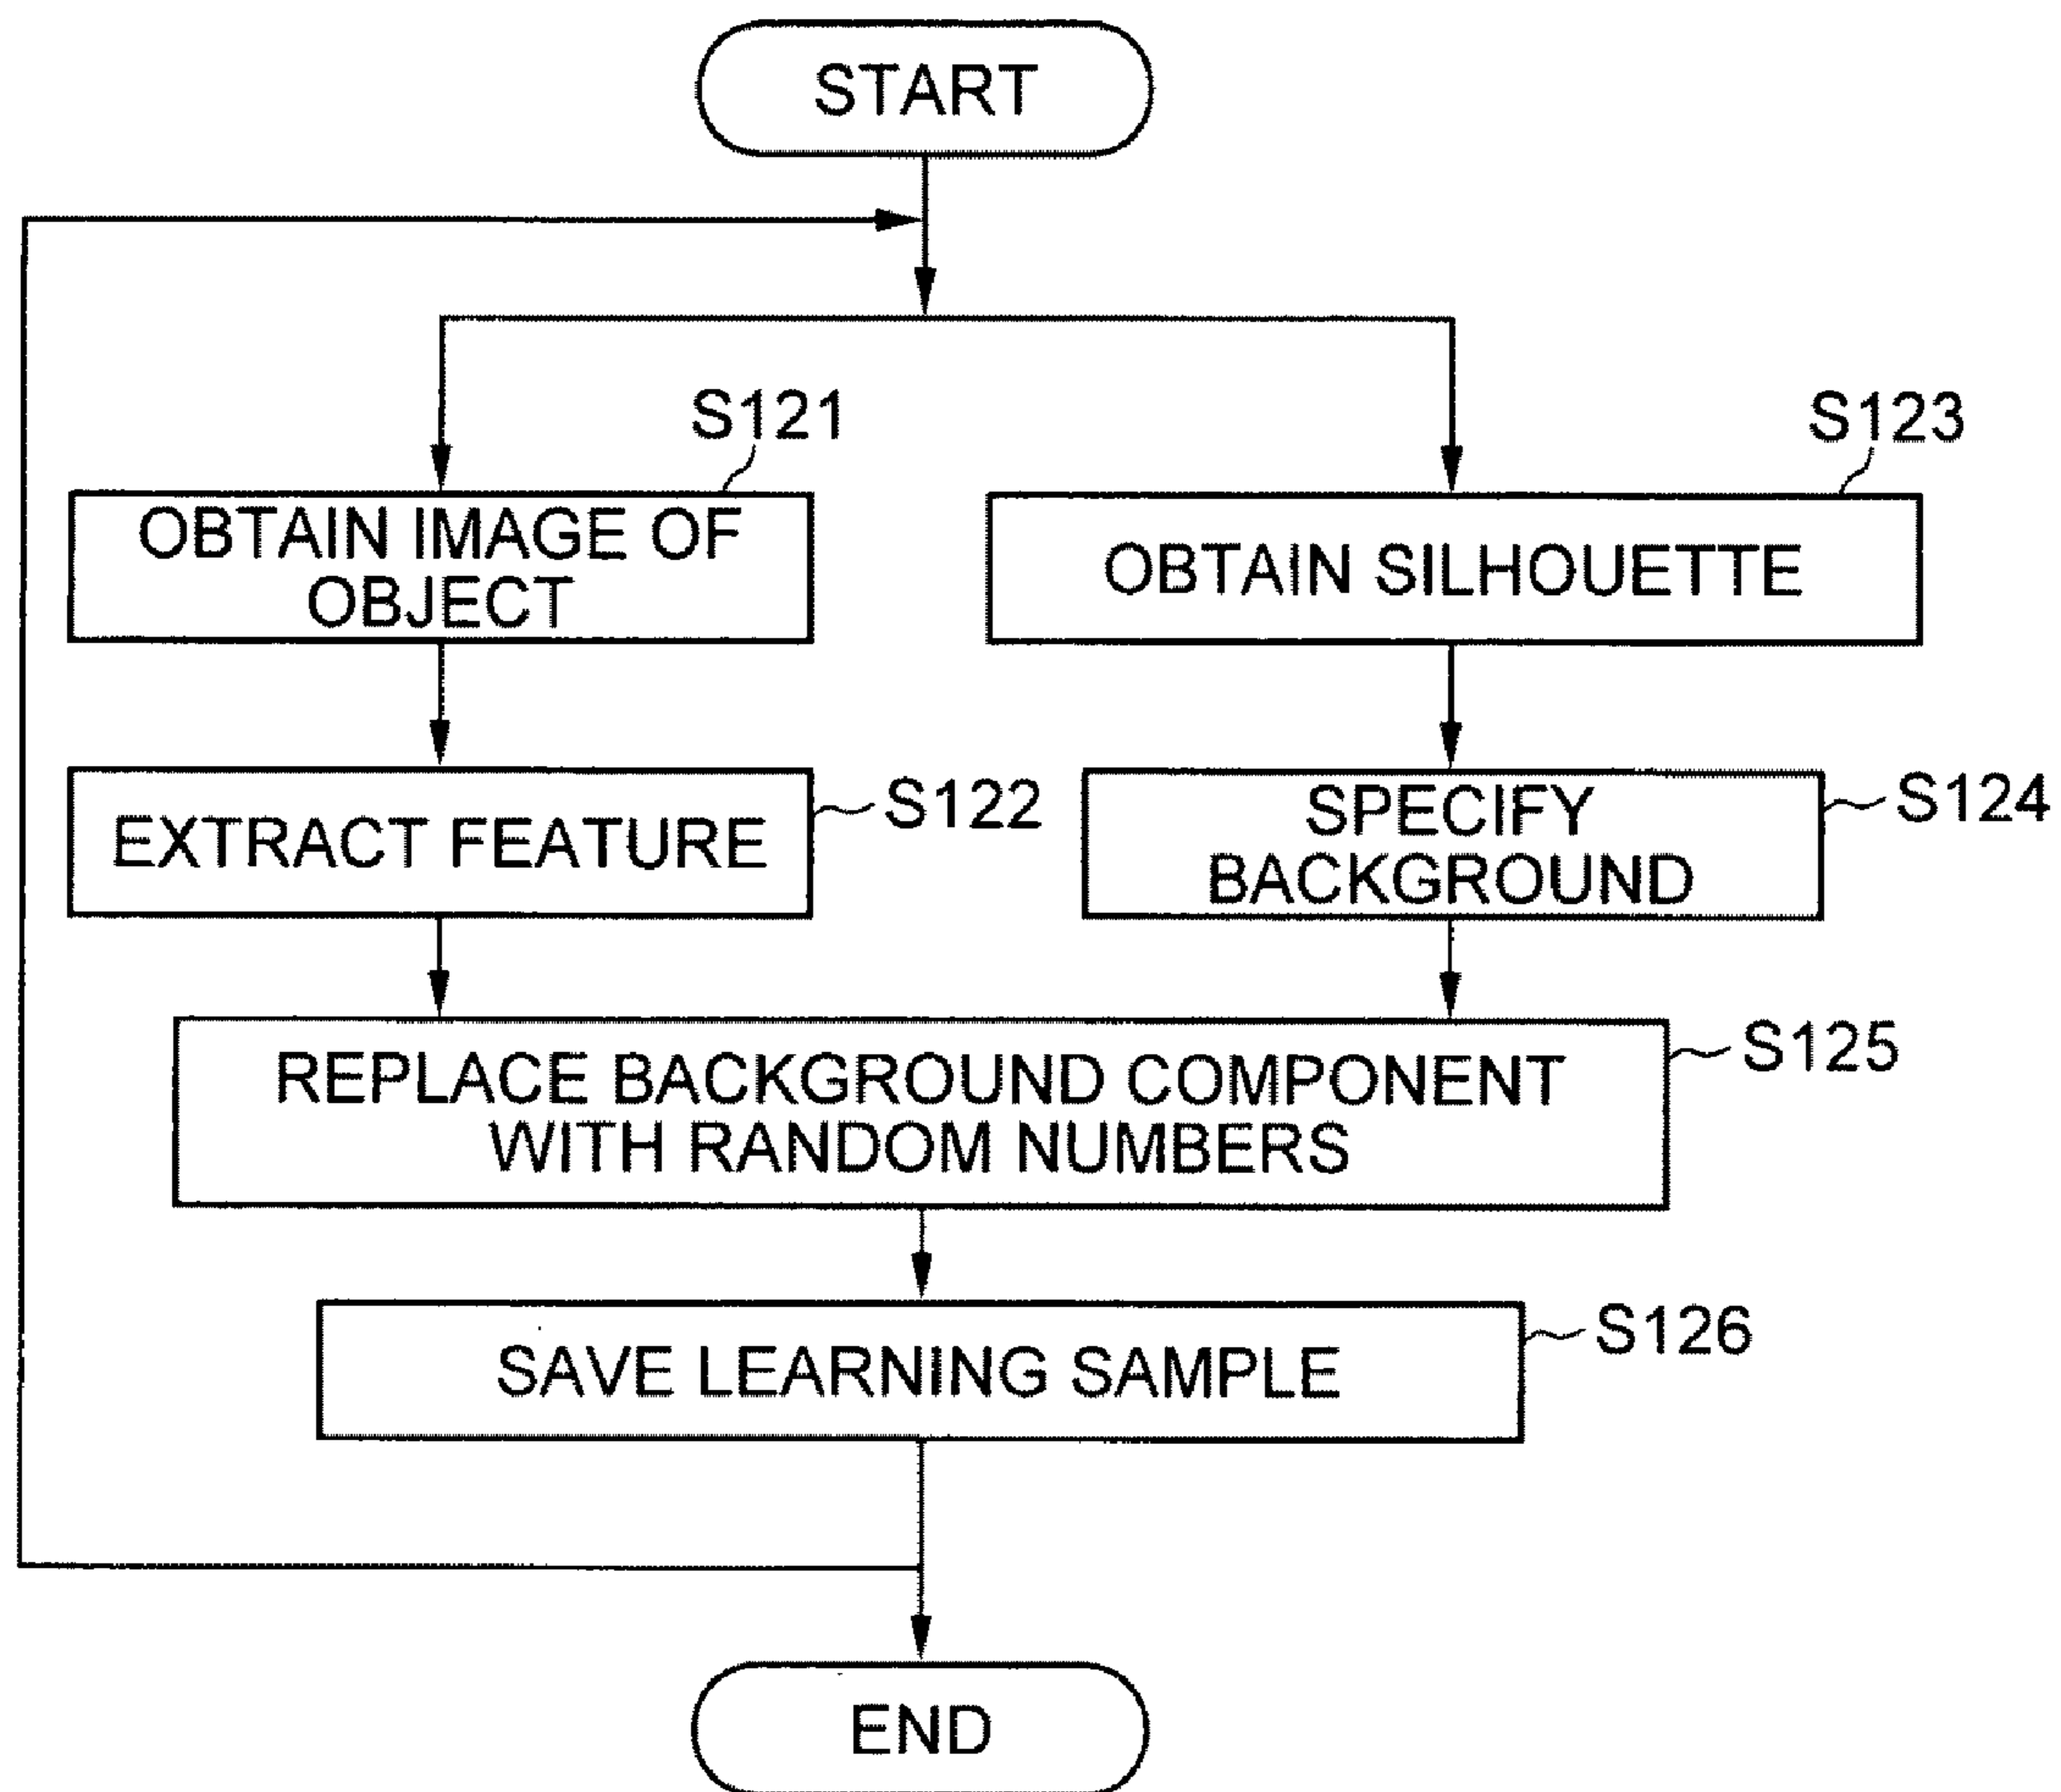 START
S121
S123
OBTAIN IMAGE OF
OBJECT
OBTAIN SILHOUETTE
EXTRACT FEATURE
S122
SPECIFY
BACKGROUND
S124
REPLACE BACKGROUND COMPONENT
WITH RANDOM NUMBERS
S125
SAVE LEARNING SAMPLE
S126
END